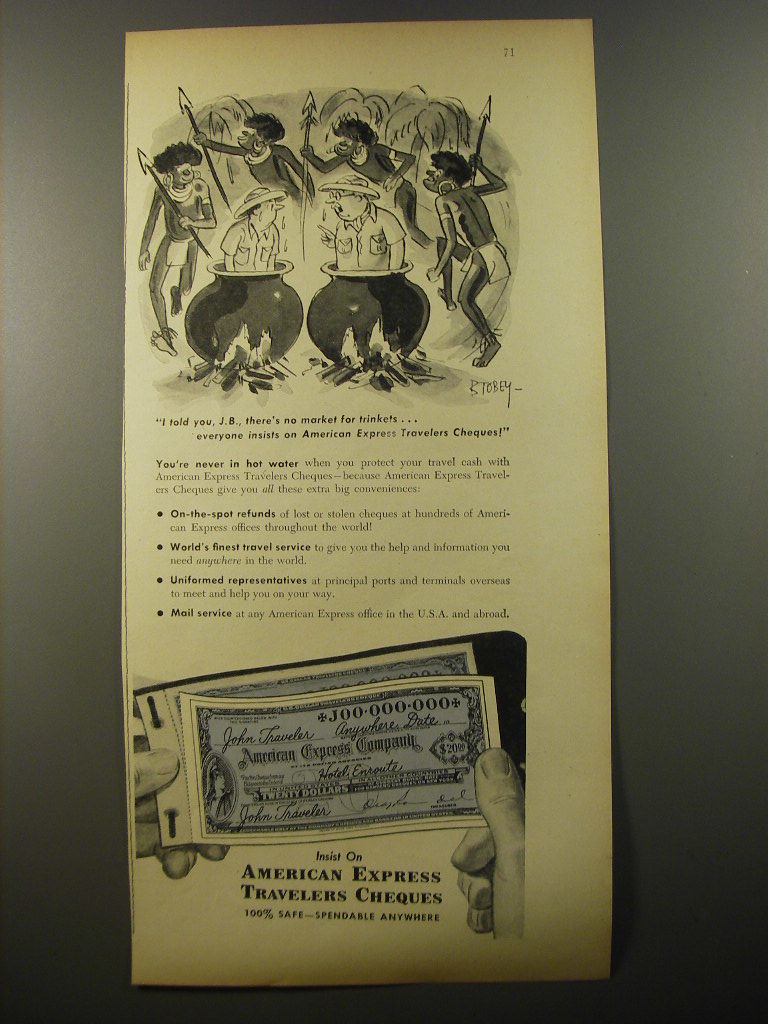 71
B TOBEY
"I told you, J.B., there's no market for trinkets . . .
everyone insists on American Express Travelers Cheques!"
You're never in hot water when you protect your travel cash with
American Express Travelers Cheques—because American Express Travel-
ers Cheques give you all these extra big conveniences:
● On-the-spot refunds of lost or stolen cheques at hundreds of Ameri-
can Express offices throughout the world!
● World's finest travel service to give you the help and information you
need anywhere in the world.
● Uniformed representatives at principal ports and terminals overseas
to meet and help you on your way.
● Mail service at any American Express office in the U.S.A. and abroad.
J00·000·000
John Traveler Anywhere, Date
American Express Company
$20.00
Hotel Enroute
TWENTY DOLLARS
John Traveler
TREASURER
Insist On
AMERICAN EXPRESS
TRAVELERS CHEQUES
100% SAFE—SPENDABLE ANYWHERE